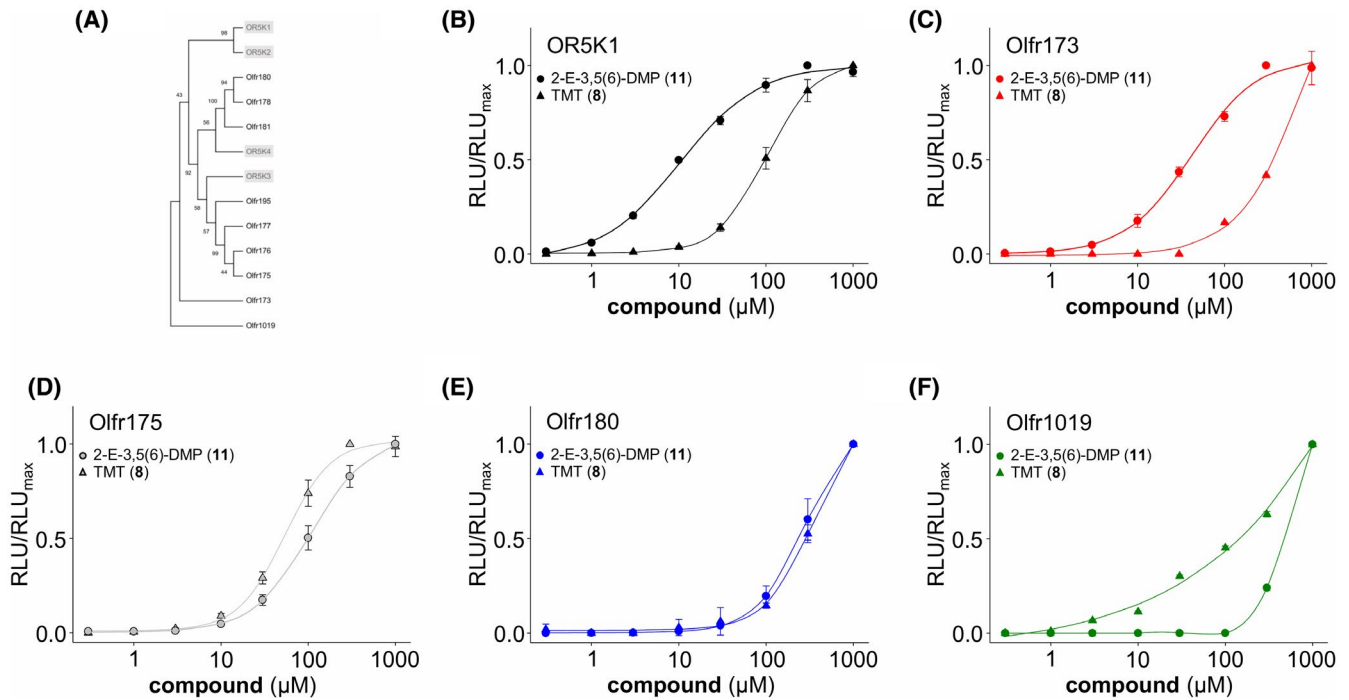 (A)
98
OR5K1
OR5K2
43
94
Olfr180
100
Olfr178
56
Olfr181
OR5K4
92
OR5K3
58
Olfr195
57
Olfr177
99
Olfr176
44
Olfr175
Olfr173
Olfr1019
(B)
OR5K1
2-E-3,5(6)-DMP (11)
TMT (8)
RLU/RLUmax
1.0
0.5
0.0
1 10 100 1000
compound (µM)
(C)
Olfr173
2-E-3,5(6)-DMP (11)
TMT (8)
RLU/RLUmax
1.0
0.5
0.0
1 10 100 1000
compound (µM)
(D)
Olfr175
2-E-3,5(6)-DMP (11)
TMT (8)
RLU/RLUmax
1.0
0.5
0.0
1 10 100 1000
compound (µM)
(E)
Olfr180
2-E-3,5(6)-DMP (11)
TMT (8)
RLU/RLUmax
1.0
0.5
0.0
1 10 100 1000
compound (µM)
(F)
Olfr1019
2-E-3,5(6)-DMP (11)
TMT (8)
RLU/RLUmax
1.0
0.5
0.0
1 10 100 1000
compound (µM)